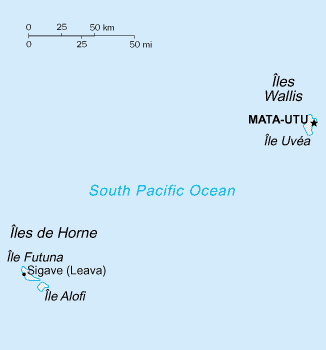 0 25 50 km
0 25 50 mi
Îles
Wallis
MATA-UTU
Île Uvéa
South Pacific Ocean
Îles de Horne
Île Futuna
Sigave (Leava)
Île Alofi